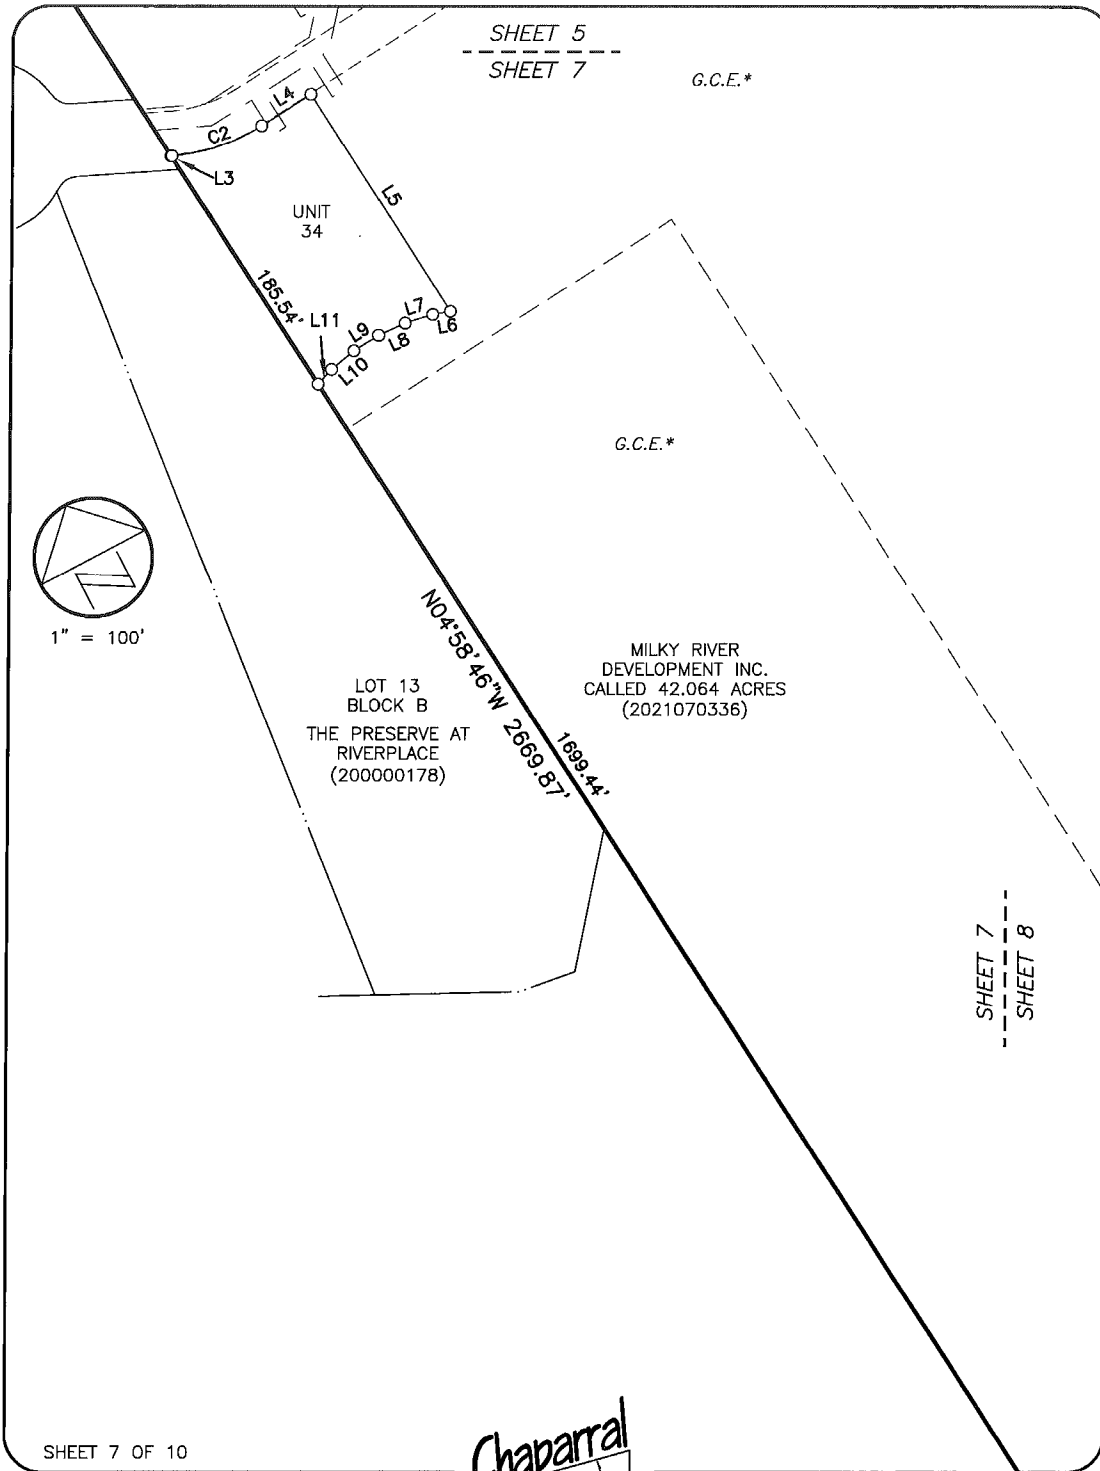 SHEET 5
SHEET 7
G.C.E.*
L4
C2
L3
L5
UNIT
34
185.54'
L11
L9
L7
L6
L8
L10
G.C.E.*
1" = 100'
N04°58'46"W 2669.87'
1699.44'
MILKY RIVER
DEVELOPMENT INC.
CALLED 42.064 ACRES
(2021070336)
LOT 13
BLOCK B
THE PRESERVE AT
RIVERPLACE
(200000178)
SHEET 7
SHEET 8
SHEET 7 OF 10
Chaparral